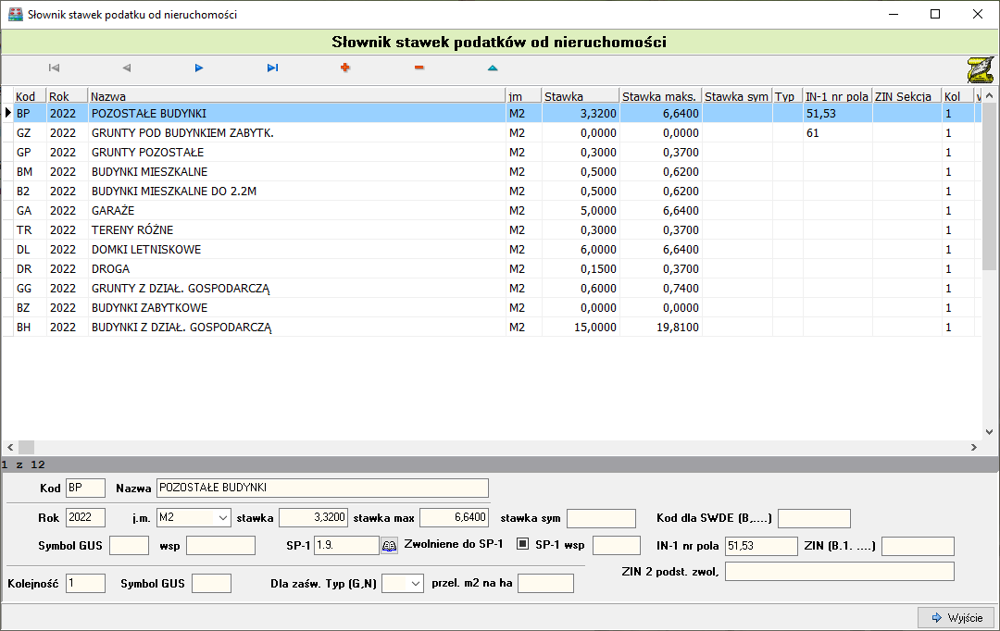 Słownik stawek podatku od nieruchomości
Słownik stawek podatków od nieruchomości
Kod Rok Nazwa jm Stawka Stawka maks. Stawka sym Typ IN-1 nr pola ZIN Sekcja Kol
BP 2022 POZOSTAŁE BUDYNKI M2 3,3200 6,6400 51,53 1
GZ 2022 GRUNTY POD BUDYNKIEM ZABYTK. M2 0,0000 0,0000 61 1
GP 2022 GRUNTY POZOSTAŁE M2 0,3000 0,3700 1
BM 2022 BUDYNKI MIESZKALNE M2 0,5000 0,6200 1
B2 2022 BUDYNKI MIESZKALNE DO 2.2M M2 0,5000 0,6200 1
GA 2022 GARAŻE M2 5,0000 6,6400 1
TR 2022 TERENY RÓŻNE M2 0,3000 0,3700 1
DL 2022 DOMKI LETNISKOWE M2 6,0000 6,6400 1
DR 2022 DROGA M2 0,1500 0,3700 1
GG 2022 GRUNTY Z DZIAŁ. GOSPODARCZĄ M2 0,6000 0,7400 1
BZ 2022 BUDYNKI ZABYTKOWE M2 0,0000 0,0000 1
BH 2022 BUDYNKI Z DZIAŁ. GOSPODARCZĄ M2 15,0000 19,8100 1
1 z 12
Kod BP Nazwa POZOSTAŁE BUDYNKI
Rok 2022 j.m. M2 stawka 3,3200 stawka max 6,6400 stawka sym Kod dla SWDE (B,....)
Symbol GUS wsp SP-1 1.9. Zwolniene do SP-1 SP-1 wsp IN-1 nr pola 51,53 ZIN (B.1. ....)
ZIN 2 podst. zwol,
Kolejność 1 Symbol GUS Dla zaśw. Typ (G,N) przel. m2 na ha
Wyjście